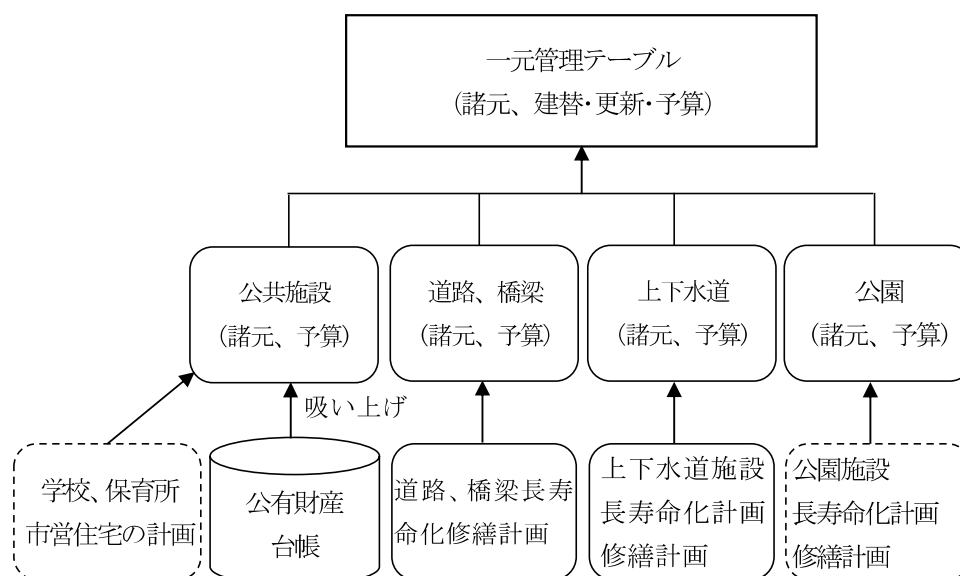 一元管理テーブル
（諸元、建替・更新・予算）
公共施設
（諸元、予算）
道路、橋梁
（諸元、予算）
上下水道
（諸元、予算）
公園
（諸元、予算）
吸い上げ
学校、保育所
市営住宅の計画
公有財産
台帳
道路、橋梁長寿
命化修繕計画
上下水道施設
長寿命化計画
修繕計画
公園施設
長寿命化計画
修繕計画